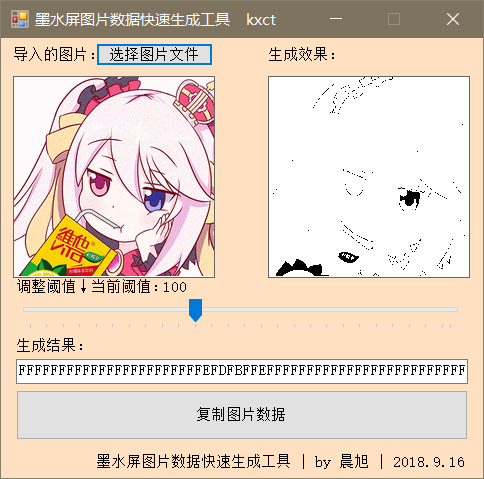 墨水屏图片数据快速生成工具 kxct
导入的图片: 选择图片文件
生成效果:
維他
调整阈值↓当前阈值:100
生成结果:
FFFFFFFFFFFFFFFFFFFFFFFEFDFBFFEFFFFFFFFFFFFFFFFFFFFFFFFF
复制图片数据
墨水屏图片数据快速生成工具 | by 晨旭 | 2018.9.16